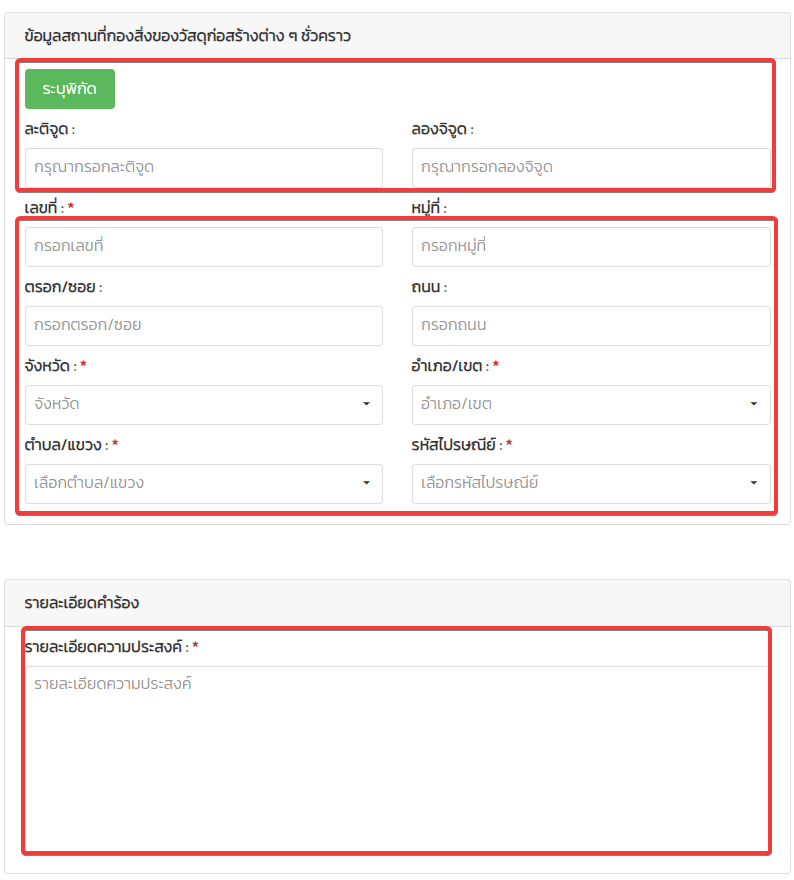 ข้อมูลสถานที่กองสิ่งของวัสดุก่อสร้างต่าง ๆ ชั่วคราว
ระบุพิกัด
ละติจูด : ลองจิจูด :
กรุณากรอกละติจูด กรุณากรอกลองจิจูด
เลขที่ : * หมู่ที่ :
กรอกเลขที่ กรอกหมู่ที่
ตรอก/ซอย : ถนน :
กรอกตรอก/ซอย กรอกถนน
จังหวัด : * อำเภอ/เขต : *
จังหวัด อำเภอ/เขต
ตำบล/แขวง : * รหัสไปรษณีย์ : *
เลือกตำบล/แขวง เลือกรหัสไปรษณีย์
รายละเอียดคำร้อง
รายละเอียดความประสงค์ : *
รายละเอียดความประสงค์